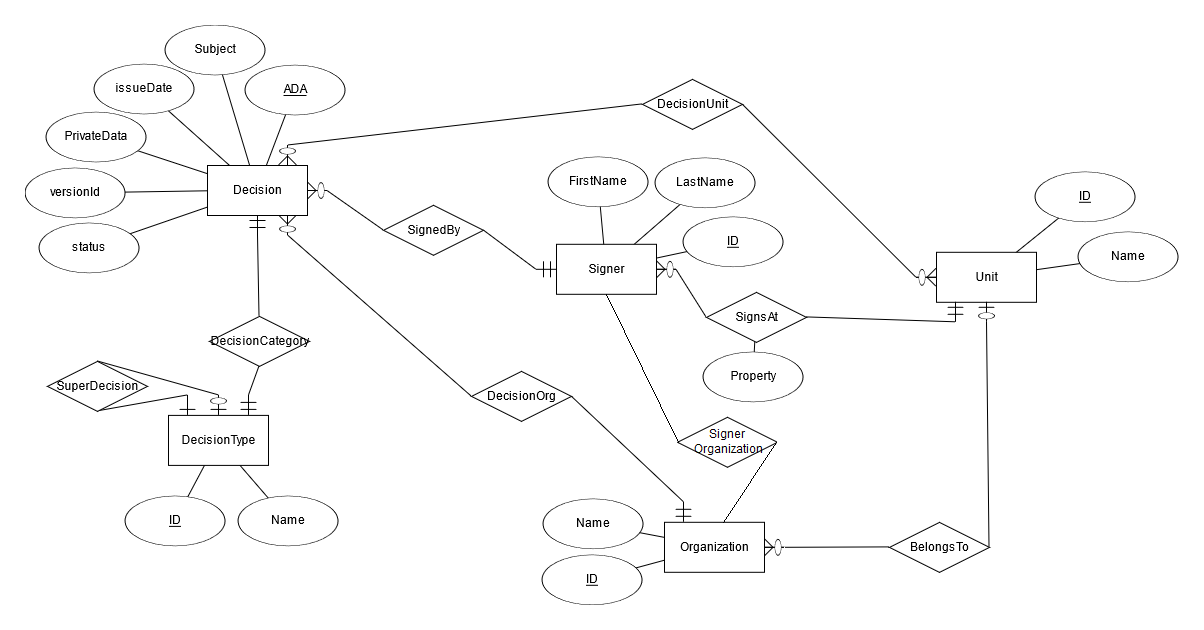 Subject
issueDate
ADA
PrivateData
versionId
status
Decision
DecisionUnit
FirstName
LastName
ID
SignedBy
Signer
ID
Name
Unit
SignsAt
Property
DecisionCategory
SuperDecision
DecisionType
ID
Name
DecisionOrg
Signer
Organization
Name
ID
Organization
BelongsTo